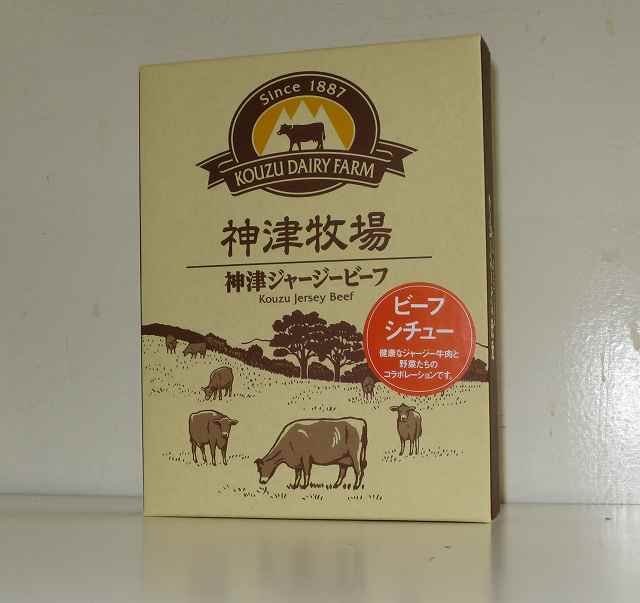 Since 1887
KOUZU DAIRY FARM
神津牧場
神津ジャージービーフ
Kouzu Jersey Beef
ビーフ
シチュー
健康なジャージー牛肉と
野菜たちの
コラボレーションです。